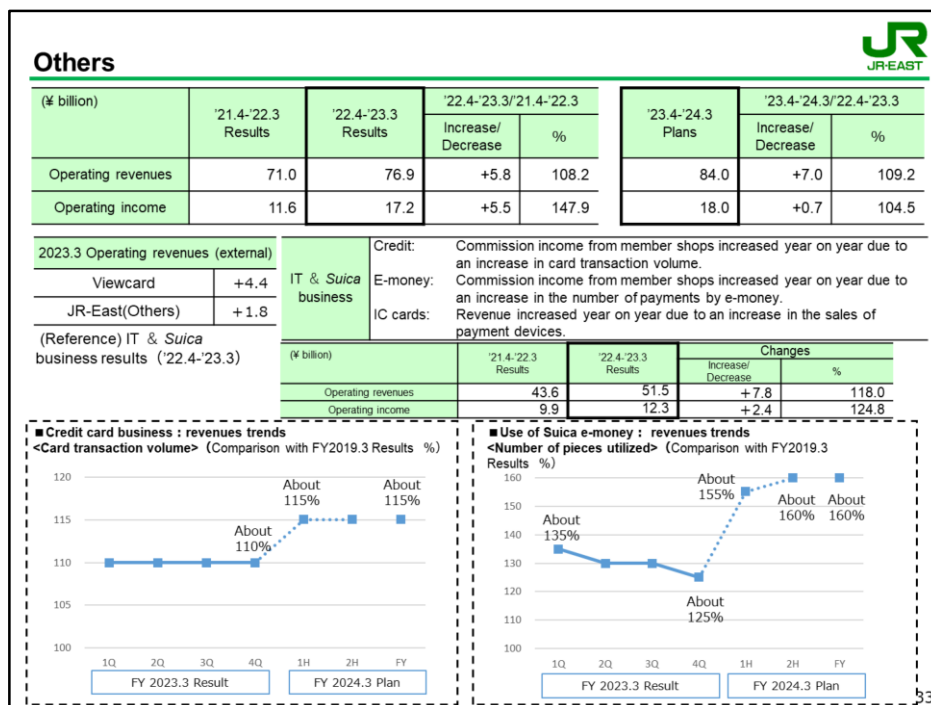 Others
JR
JR-EAST
(¥ billion)
'21.4-'22.3 Results
'22.4-'23.3 Results
'22.4-'23.3/'21.4-'22.3
Increase/ Decrease
%
'23.4-'24.3 Plans
'23.4-'24.3/'22.4-'23.3
Increase/ Decrease
%
Operating revenues 71.0 76.9 +5.8 108.2 84.0 +7.0 109.2
Operating income 11.6 17.2 +5.5 147.9 18.0 +0.7 104.5
2023.3 Operating revenues (external)
Viewcard +4.4
JR-East(Others) +1.8
(Reference) IT & Suica
business results ('22.4-'23.3)
IT & Suica
business
Credit: Commission income from member shops increased year on year due to
an increase in card transaction volume.
E-money: Commission income from member shops increased year on year due to
an increase in the number of payments by e-money.
IC cards: Revenue increased year on year due to an increase in the sales of
payment devices.
(¥ billion)
'21.4-'22.3
Results
'22.4-'23.3
Results
Changes
Increase/
Decrease
%
Operating revenues 43.6 51.5 +7.8 118.0
Operating income 9.9 12.3 +2.4 124.8
■Credit card business : revenues trends
<Card transaction volume> (Comparison with FY2019.3 Results %)
120
115
110
105
100
About
110%
About
115%
About
115%
1Q 2Q 3Q 4Q 1H 2H FY
FY 2023.3 Result
FY 2024.3 Plan
■Use of Suica e-money : revenues trends
<Number of pieces utilized> (Comparison with FY2019.3
Results %)
160
150
140
130
120
110
100
About
135%
About
125%
About
155%
About
160%
About
160%
1Q 2Q 3Q 4Q 1H 2H FY
FY 2023.3 Result
FY 2024.3 Plan
33